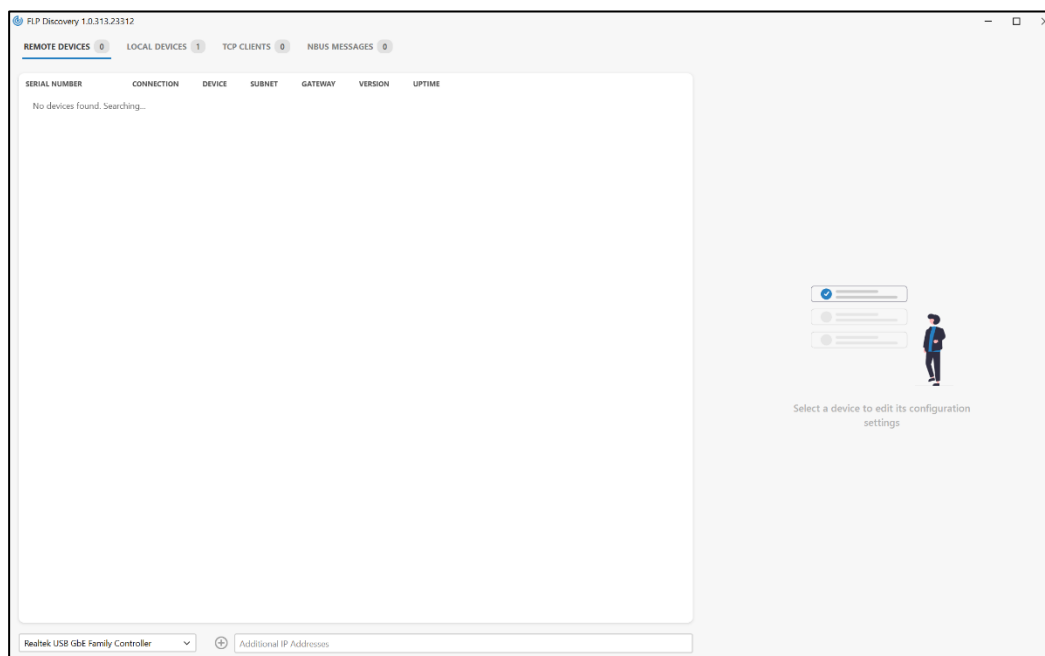 FLP Discovery 1.0.313.23312
REMOTE DEVICES 0 LOCAL DEVICES 1 TCP CLIENTS 0 NBUS MESSAGES 0
SERIAL NUMBER CONNECTION DEVICE SUBNET GATEWAY VERSION UPTIME
No devices found. Searching...
Select a device to edit its configuration
settings
Realtek USB GbE Family Controller Additional IP Addresses